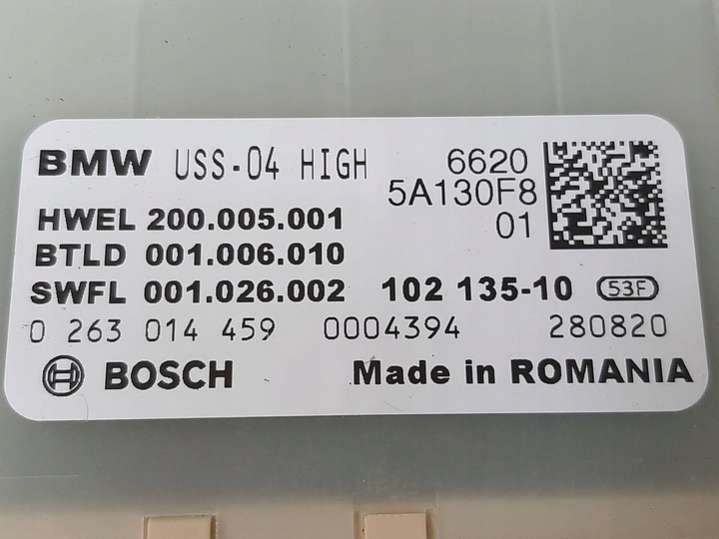 BMW USS-04 HIGH 6620
5A130F8
HWEL 200.005.001 01
BTLD 001.006.010
SWFL 001.026.002 102 135-10 53F
0 263 014 459 0004394 280820
BOSCH Made in ROMANIA